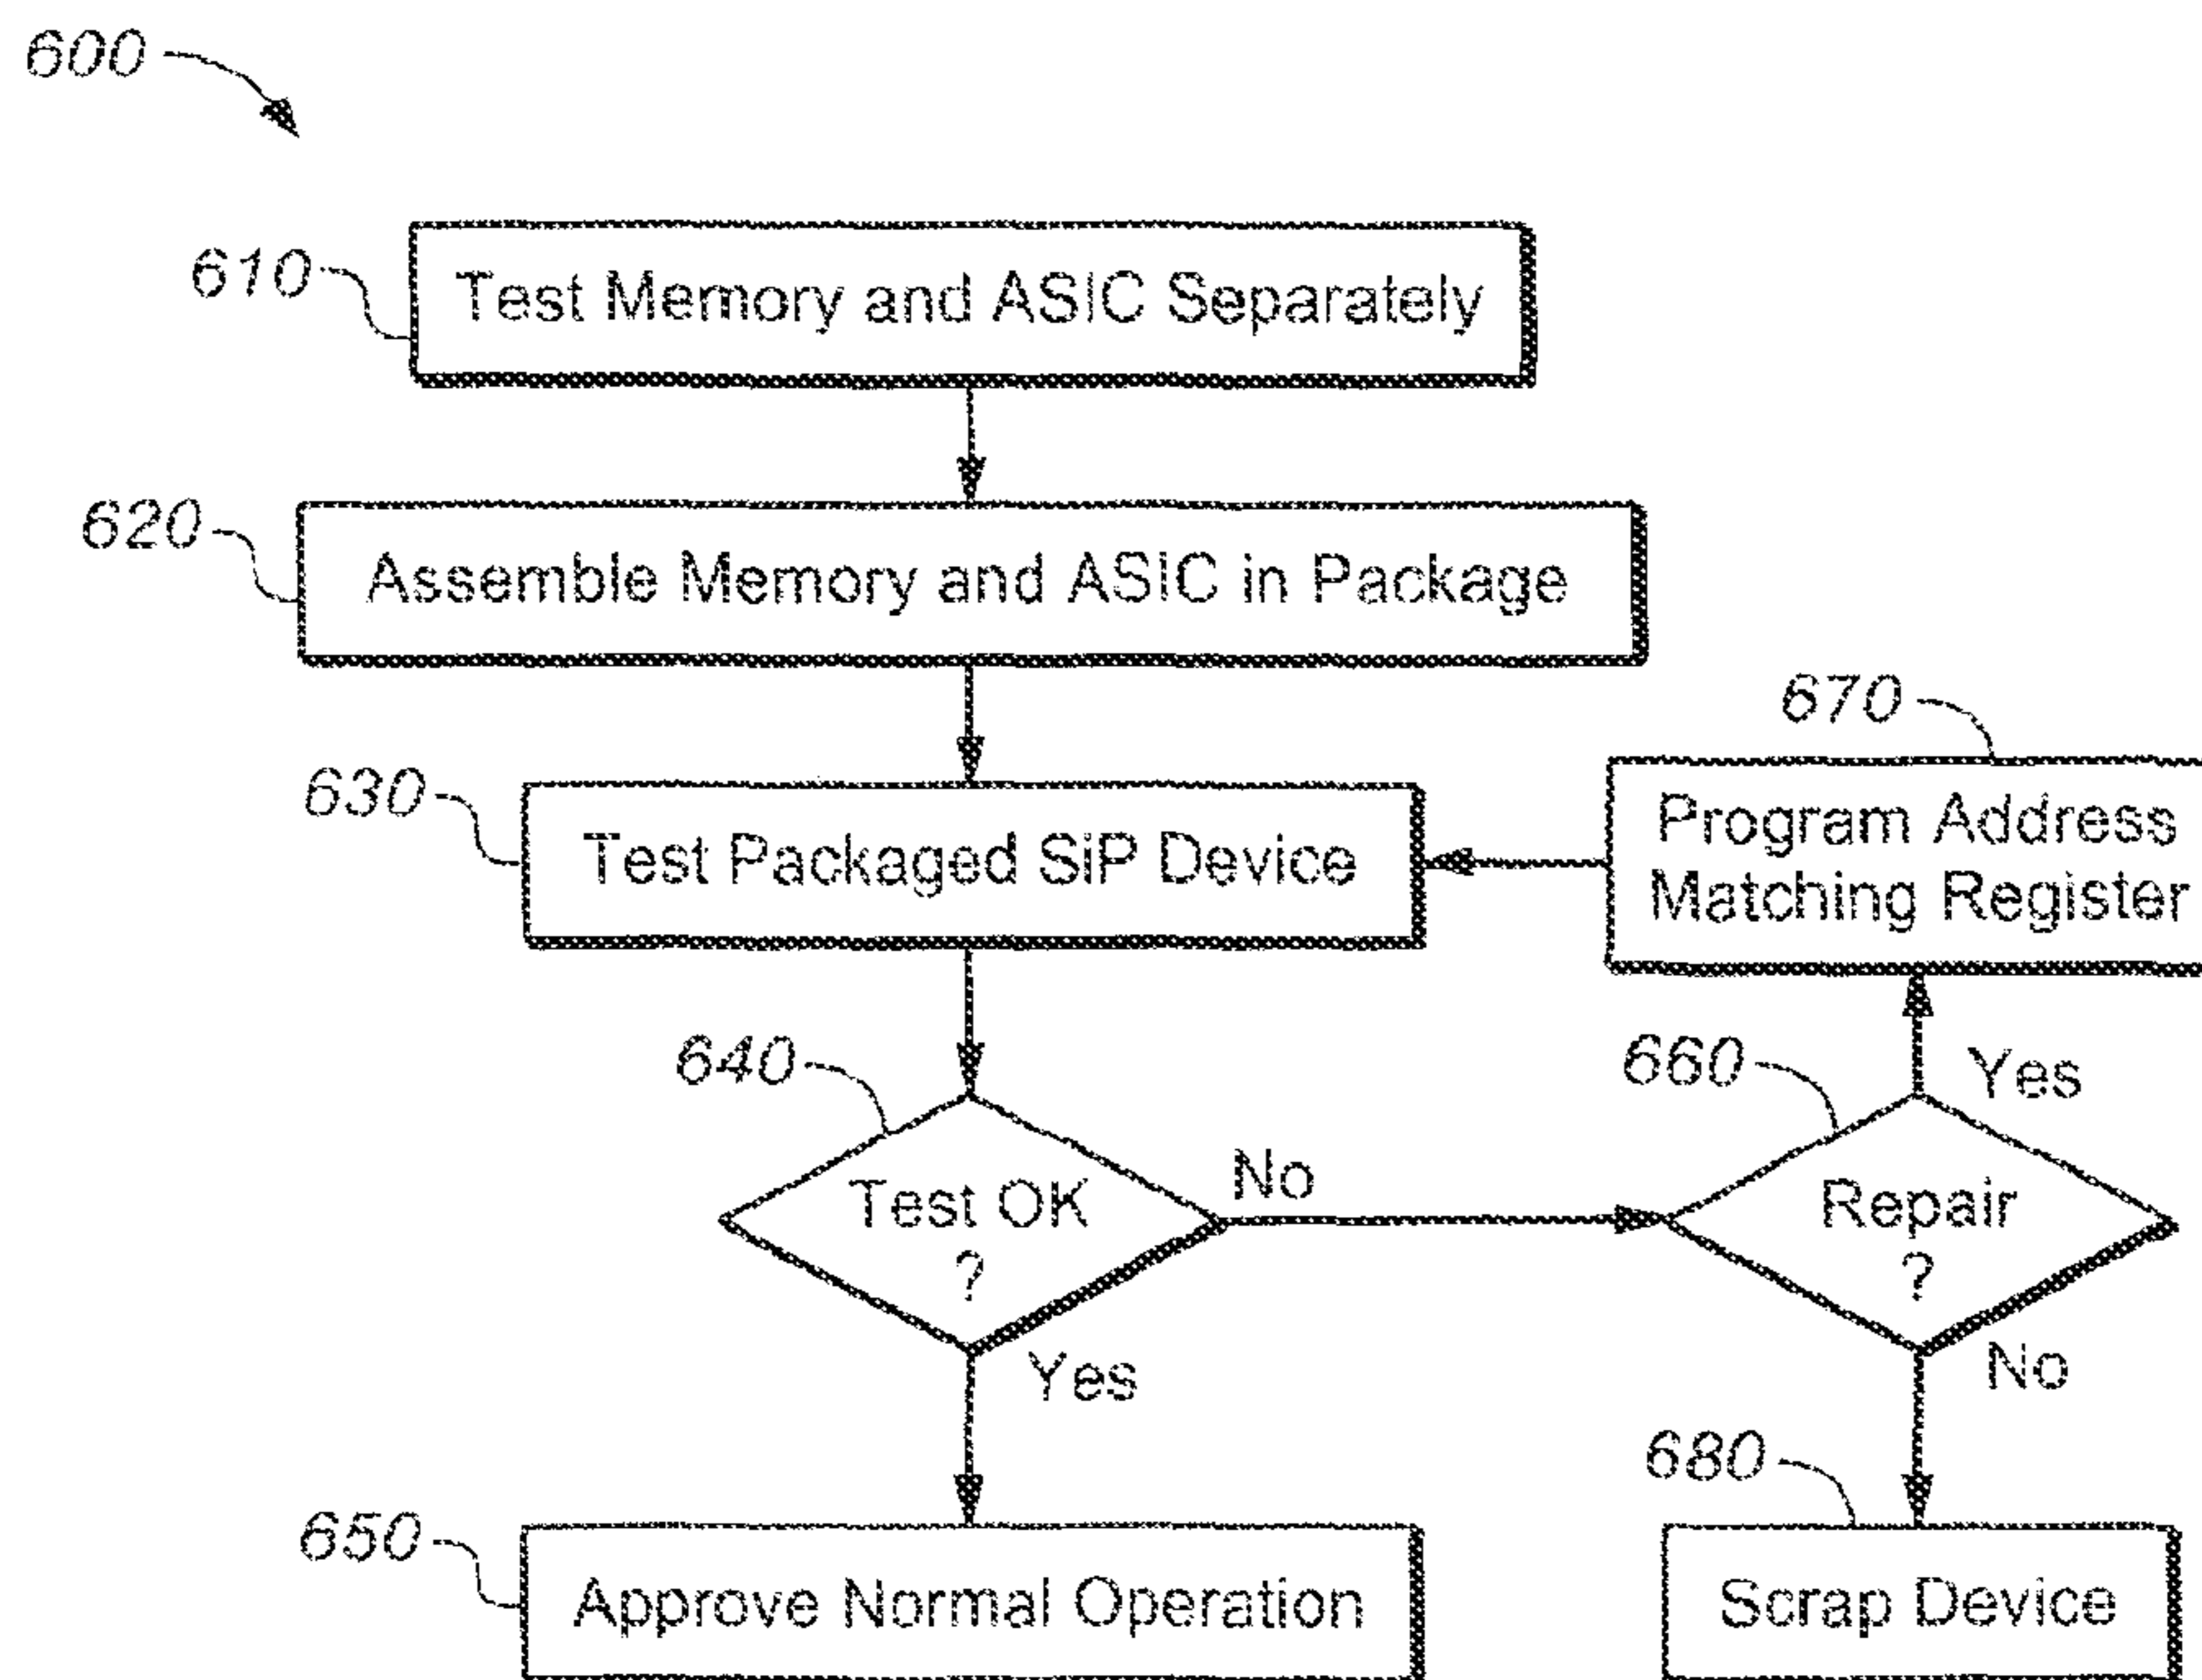 600
610
Test Memory and ASIC Separately
620
Assemble Memory and ASIC in Package
630
Test Packaged SiP Device
670
Program Address
Matching Register
640
Test OK
?
No
Yes
660
Repair
?
Yes
No
650
Approve Normal Operation
680
Scrap Device